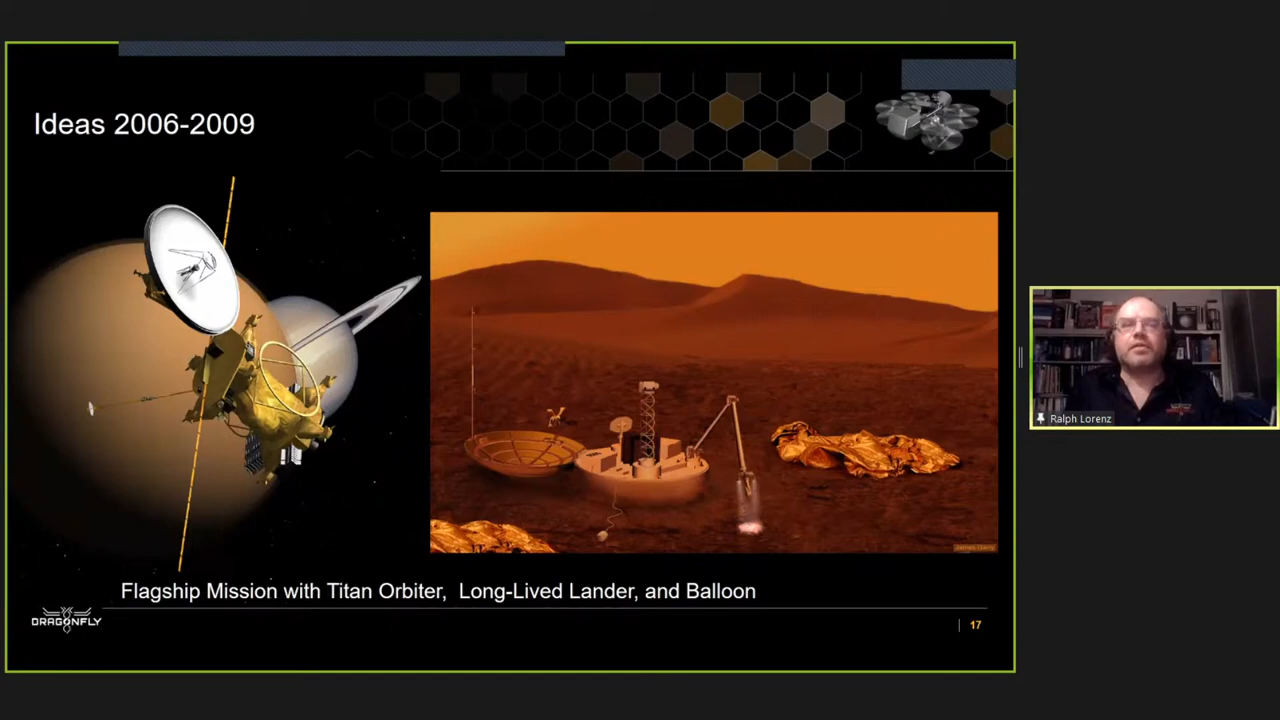 Ideas 2006-2009
Flagship Mission with Titan Orbiter, Long-Lived Lander, and Balloon
DRAGONFLY
17
Ralph Lorenz